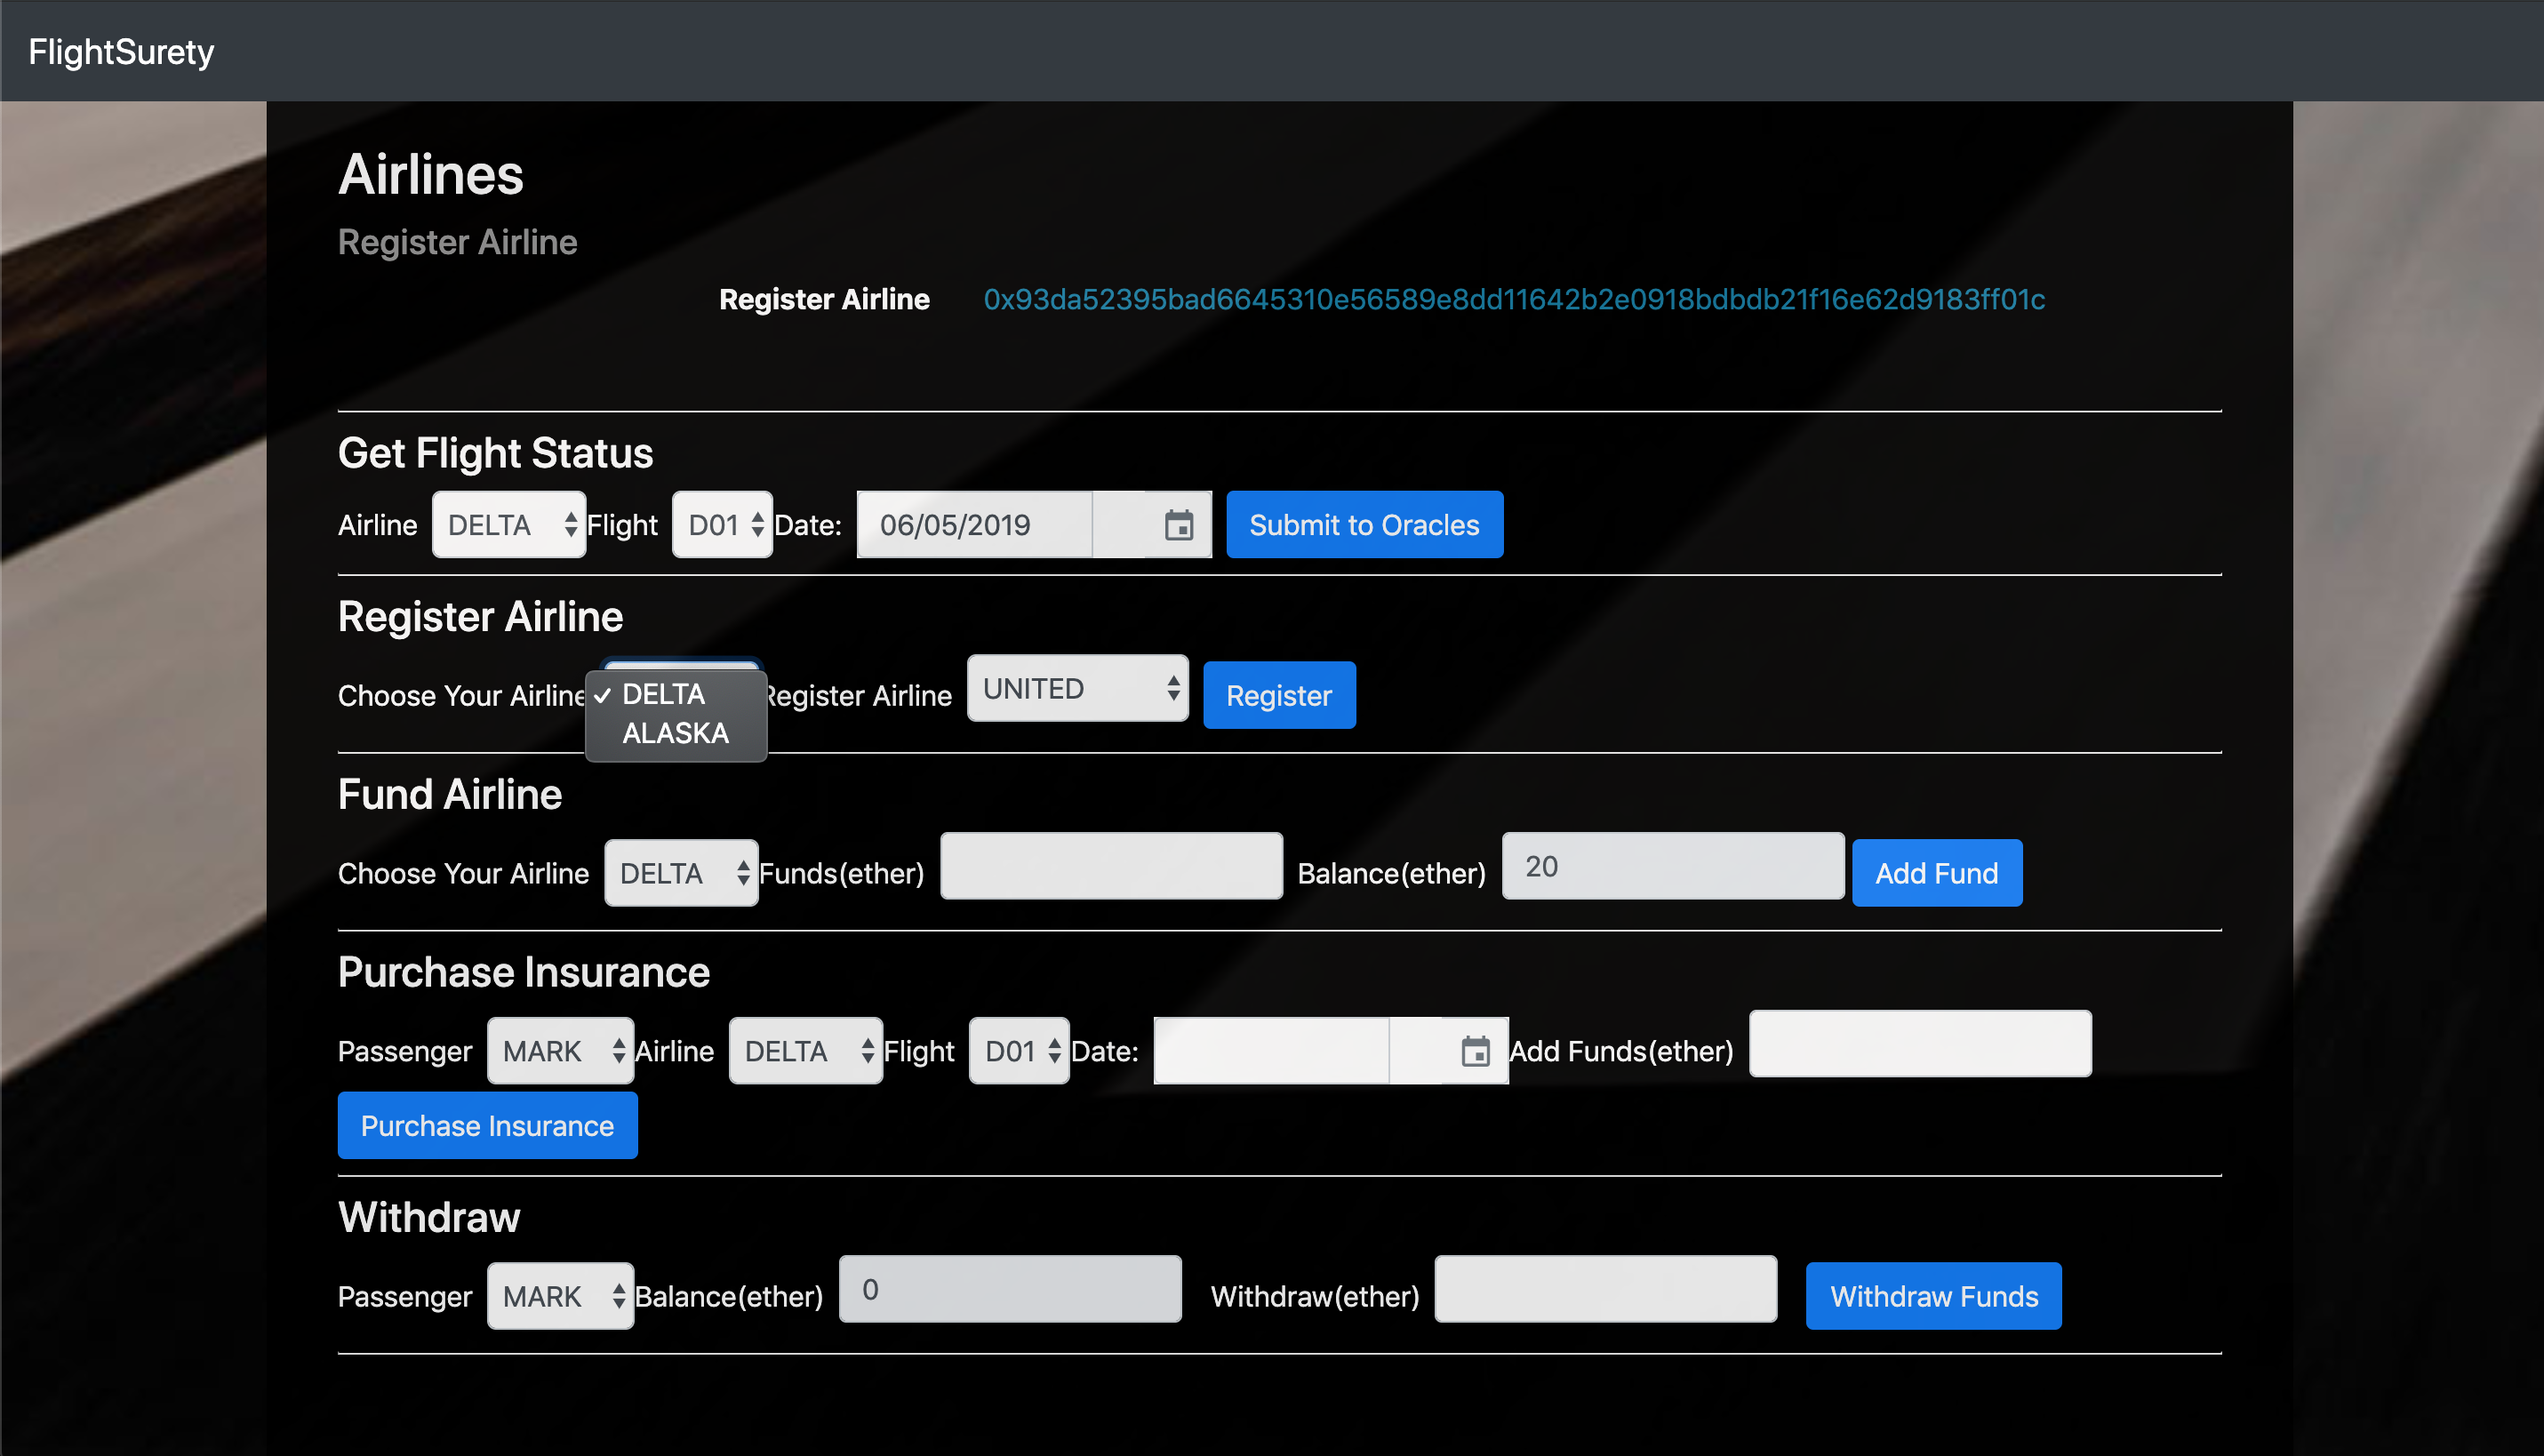 FlightSurety
Airlines
Register Airline
Register Airline 0x93da52395bad6645310e56589e8dd11642b2e0918bdbdb21f16e62d9183ff01c
Get Flight Status
Airline DELTA Flight D01 Date: 06/05/2019 Submit to Oracles
Register Airline
Choose Your Airline DELTA Register Airline UNITED Register
ALASKA
Fund Airline
Choose Your Airline DELTA Funds(ether) Balance(ether) 20 Add Fund
Purchase Insurance
Passenger MARK Airline DELTA Flight D01 Date: Add Funds(ether)
Purchase Insurance
Withdraw
Passenger MARK Balance(ether) 0 Withdraw(ether) Withdraw Funds